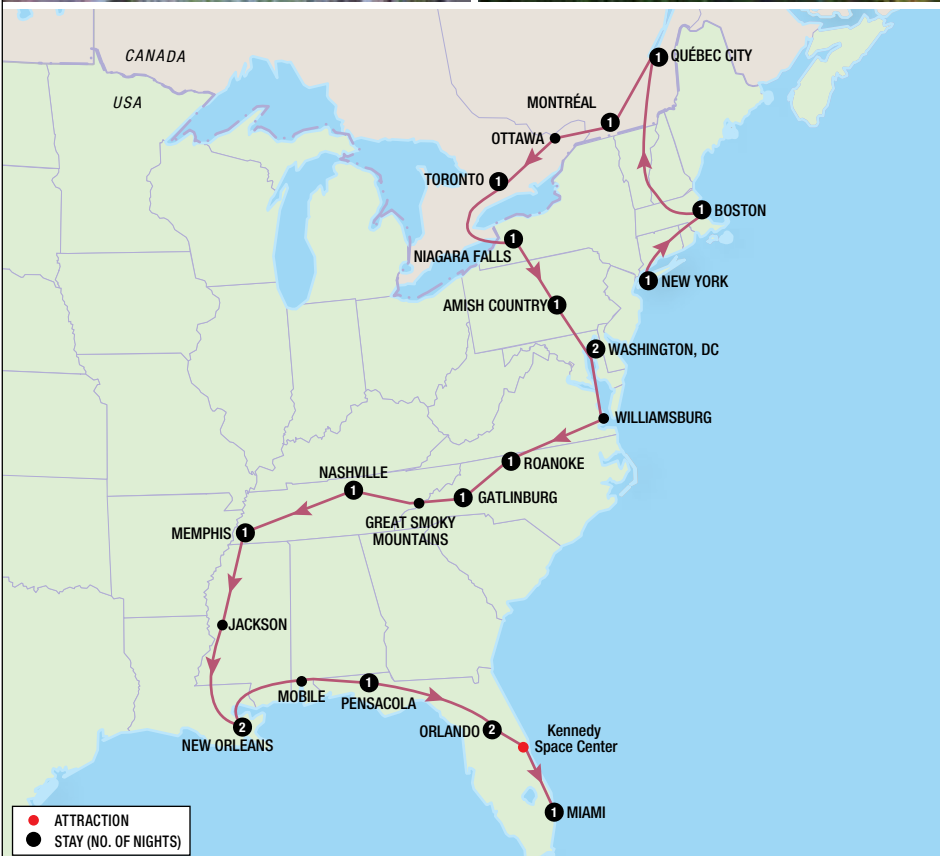 CANADA
USA
1 QUÉBEC CITY
MONTRÉAL
1
OTTAWA
TORONTO 1
1 BOSTON
1
NIAGARA FALLS
1 NEW YORK
AMISH COUNTRY 1
2 WASHINGTON, DC
WILLIAMSBURG
1 ROANOKE
NASHVILLE
1
1 GATLINBURG
GREAT SMOKY
MOUNTAINS
MEMPHIS 1
JACKSON
MOBILE
1
PENSACOLA
2
NEW ORLEANS
ORLANDO 2
Kennedy
Space Center
1 MIAMI
ATTRACTION
STAY (NO. OF NIGHTS)